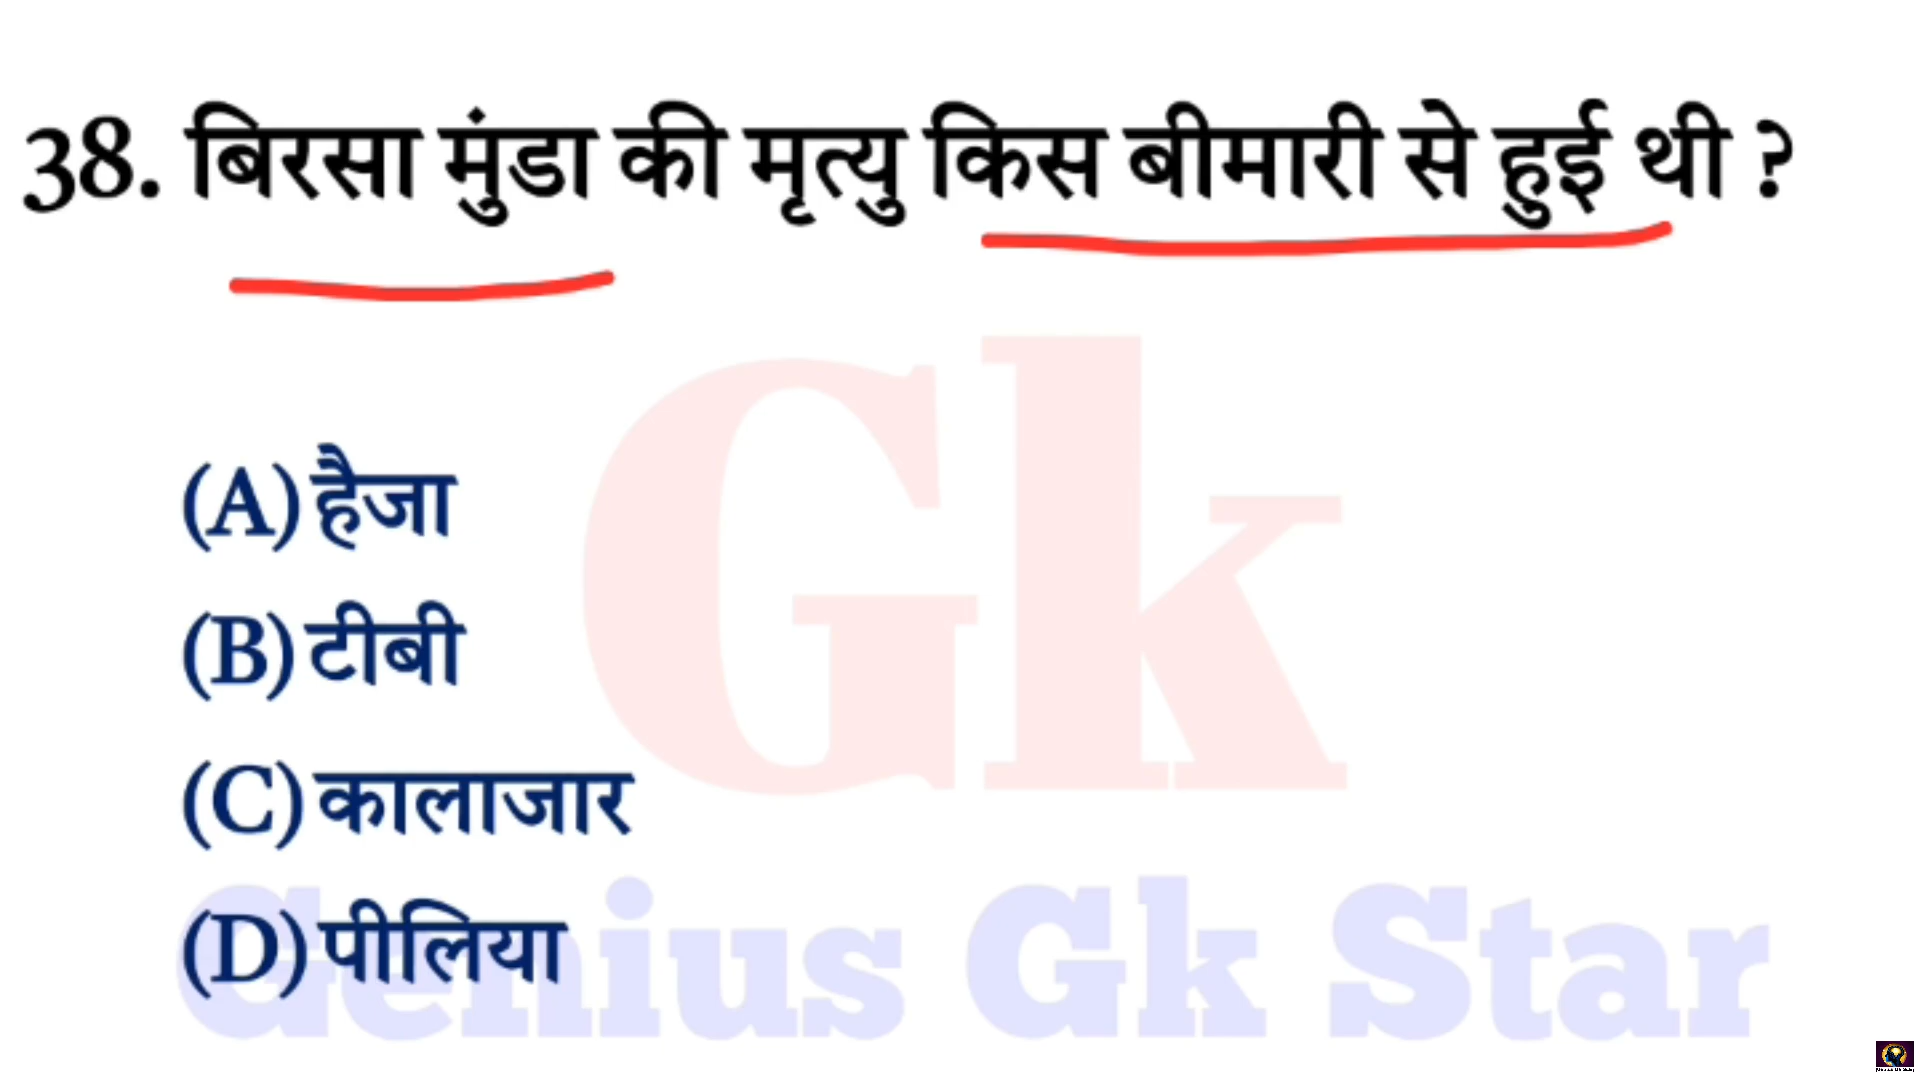 38. बिरसा मुंडा की मृत्यु किस बीमारी से हुई थी ?
Gk
(A) हैजा
(B) टीबी
(C) कालाजार
(D) पीलिया
Genius Gk Star